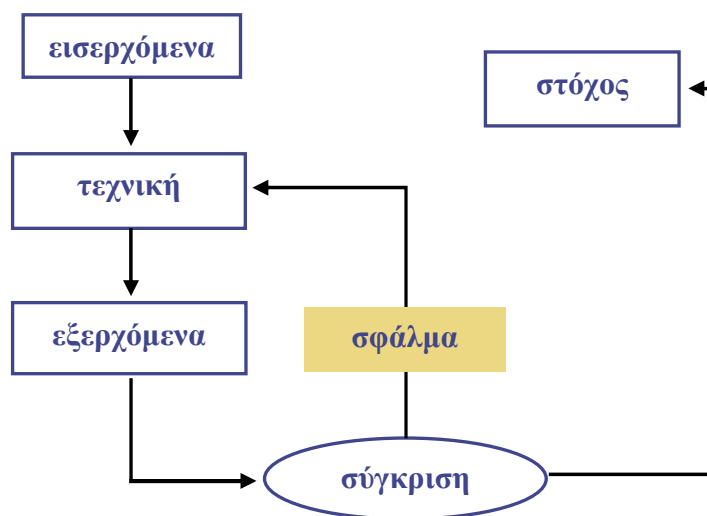 εισερχόμενα
στόχος
τεχνική
εξερχόμενα
σφάλμα
σύγκριση